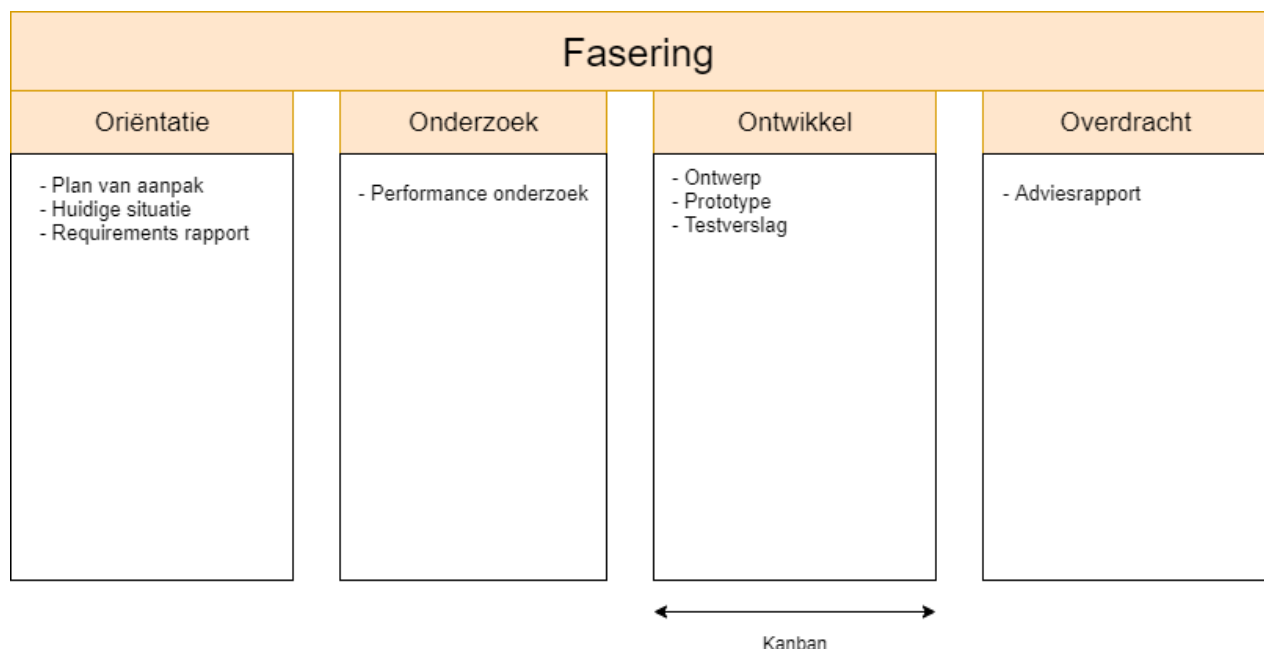 Fasering
Oriëntatie
- Plan van aanpak
- Huidige situatie
- Requirements rapport
Onderzoek
- Performance onderzoek
Ontwikkel
- Ontwerp
- Prototype
- Testverslag
Overdracht
- Adviesrapport
Kanban